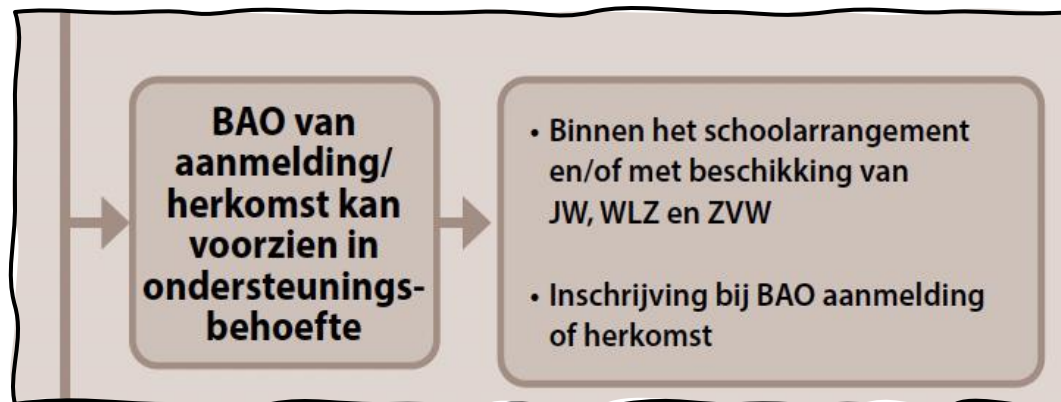 BAO van
aanmelding/
herkomst kan
voorzien in
ondersteunings-
behoefte
• Binnen het schoolarrangement
en/of met beschikking van
JW, WLZ en ZVW
• Inschrijving bij BAO aanmelding
of herkomst